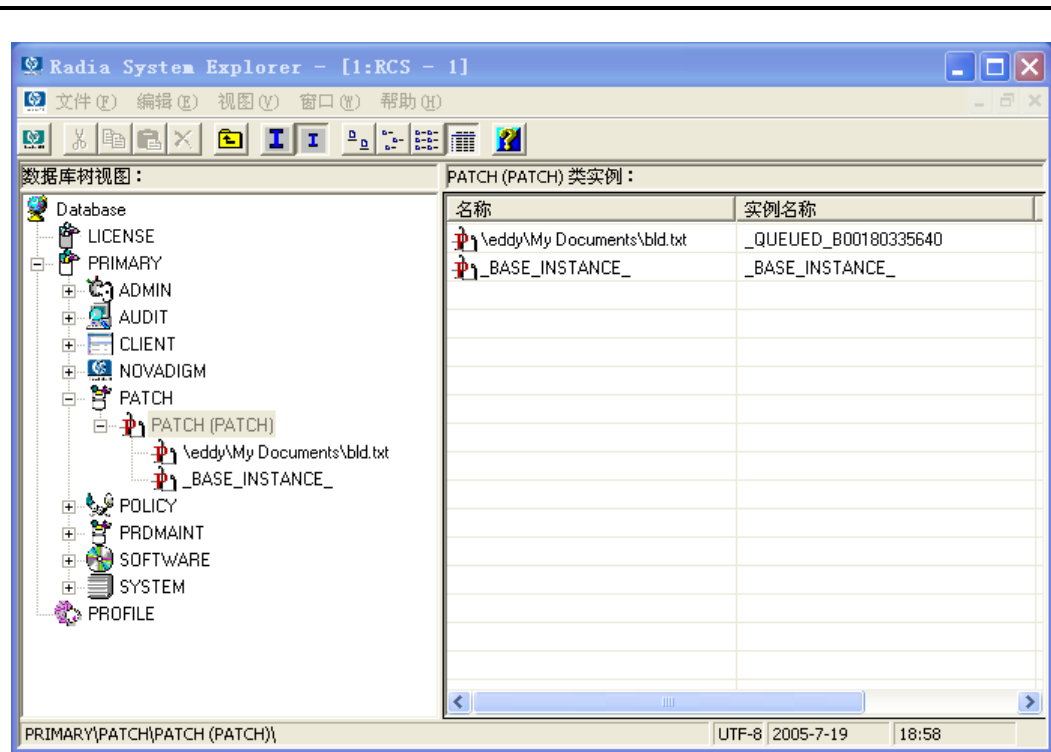 Radia System Explorer - [1:RCS - 1]
文件(F) 编辑(E) 视图(V) 窗口(W) 帮助(H)
数据库树视图：
Database
LICENSE
PRIMARY
ADMIN
AUDIT
CLIENT
NOVADIGM
PATCH
PATCH (PATCH)
\eddy\My Documents\bld.txt
_BASE_INSTANCE_
POLICY
PRDMAINT
SOFTWARE
SYSTEM
PROFILE
PATCH (PATCH) 类实例：
名称 实例名称
\eddy\My Documents\bld.txt _QUEUED_B00180335640
_BASE_INSTANCE_ _BASE_INSTANCE_
PRIMARY\PATCH\PATCH (PATCH)\ UTF-8 2005-7-19 18:58